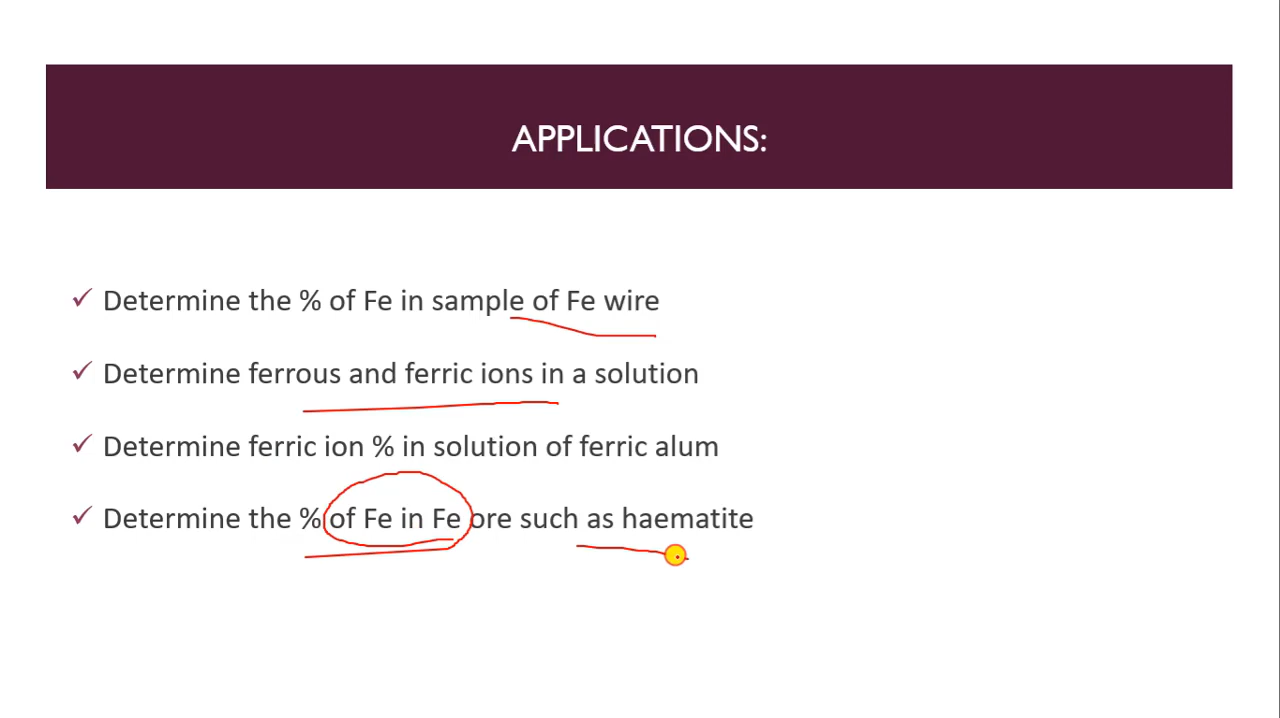 APPLICATIONS:
✓ Determine the % of Fe in sample of Fe wire
✓ Determine ferrous and ferric ions in a solution
✓ Determine ferric ion % in solution of ferric alum
✓ Determine the % of Fe in Fe ore such as haematite